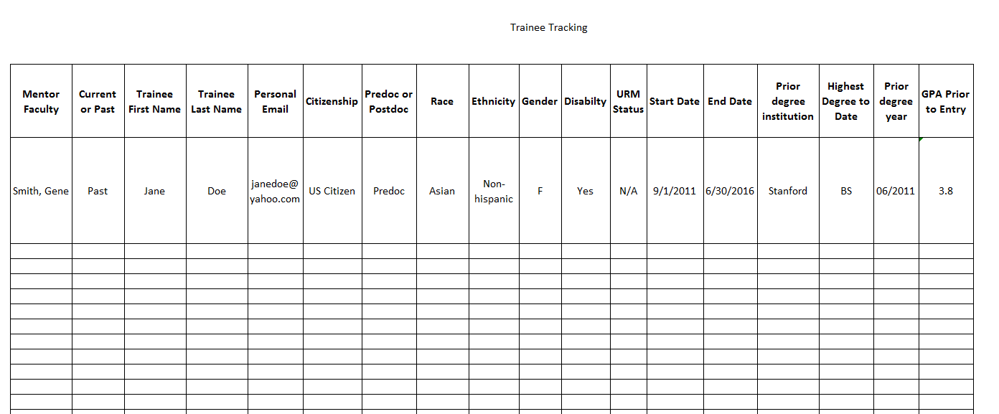 Trainee Tracking
Mentor Faculty
Current or Past
Trainee First Name
Trainee Last Name
Personal Email
Citizenship
Predoc or Postdoc
Race
Ethnicity
Gender
Disabilty
URM Status
Start Date
End Date
Prior degree institution
Highest Degree to Date
Prior degree year
GPA Prior to Entry
Smith, Gene
Past
Jane
Doe
janedoe@
yahoo.com
US Citizen
Predoc
Asian
Non-
hispanic
F
Yes
N/A
9/1/2011
6/30/2016
Stanford
BS
06/2011
3.8